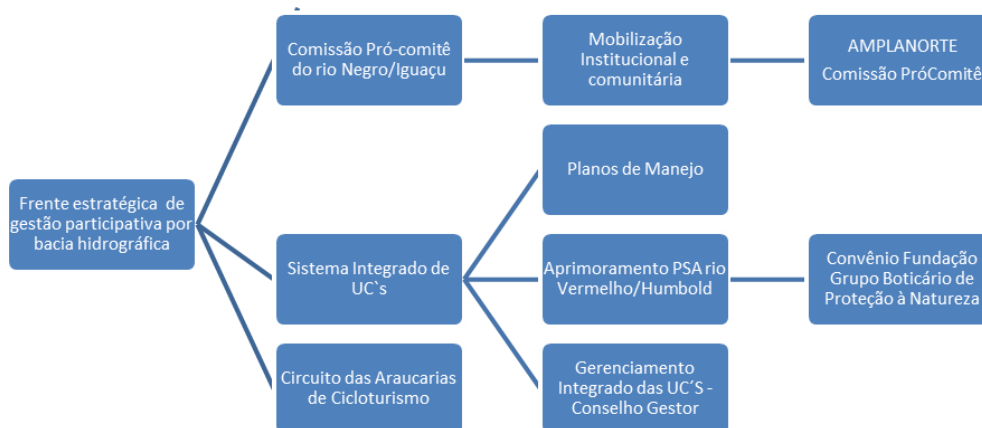 Comissão Pró-comitê
do rio Negro/Iguaçu
Mobilização
Institucional e
comunitária
AMPLANORTE
Comissão PróComitê
Planos de Manejo
Frente estratégica de
gestão participativa por
bacia hidrográfica
Sistema Integrado de
UC`s
Aprimoramento PSA rio
Vermelho/Humbold
Convênio Fundação
Grupo Boticário de
Proteção à Natureza
Circuito das Araucarias
de Cicloturismo
Gerenciamento
Integrado das UC´S -
Conselho Gestor